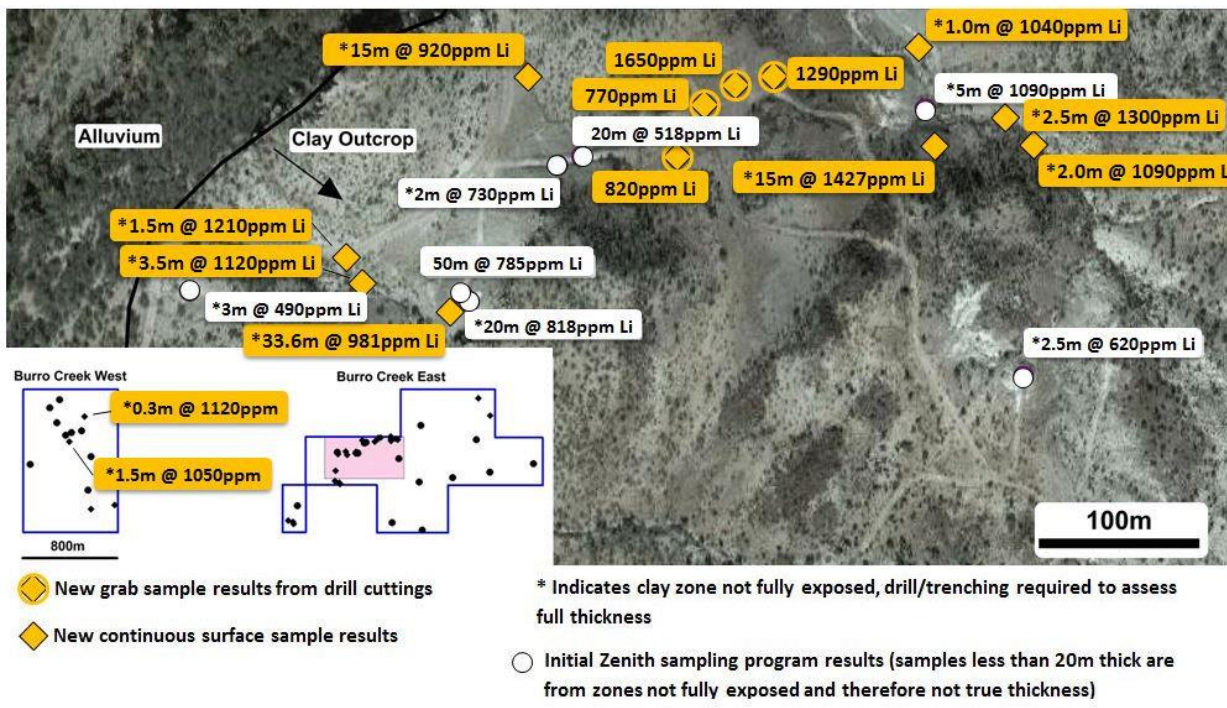 *1.0m @ 1040ppm Li
*15m @ 920ppm Li
1650ppm Li
1290ppm Li
770ppm Li
*5m @ 1090ppm Li
*2.5m @ 1300ppm Li
Alluvium
Clay Outcrop
20m @ 518ppm Li
*2m @ 730ppm Li
820ppm Li
*15m @ 1427ppm Li
*2.0m @ 1090ppm L
*1.5m @ 1210ppm Li
*3.5m @ 1120ppm Li
50m @ 785ppm Li
*3m @ 490ppm Li
*20m @ 818ppm Li
*33.6m @ 981ppm Li
*2.5m @ 620ppm Li
Burro Creek West
Burro Creek East
*0.3m @ 1120ppm
*1.5m @ 1050ppm
800m
100m
New grab sample results from drill cuttings
New continuous surface sample results
* Indicates clay zone not fully exposed, drill/trenching required to assess
full thickness
Initial Zenith sampling program results (samples less than 20m thick are
from zones not fully exposed and therefore not true thickness)